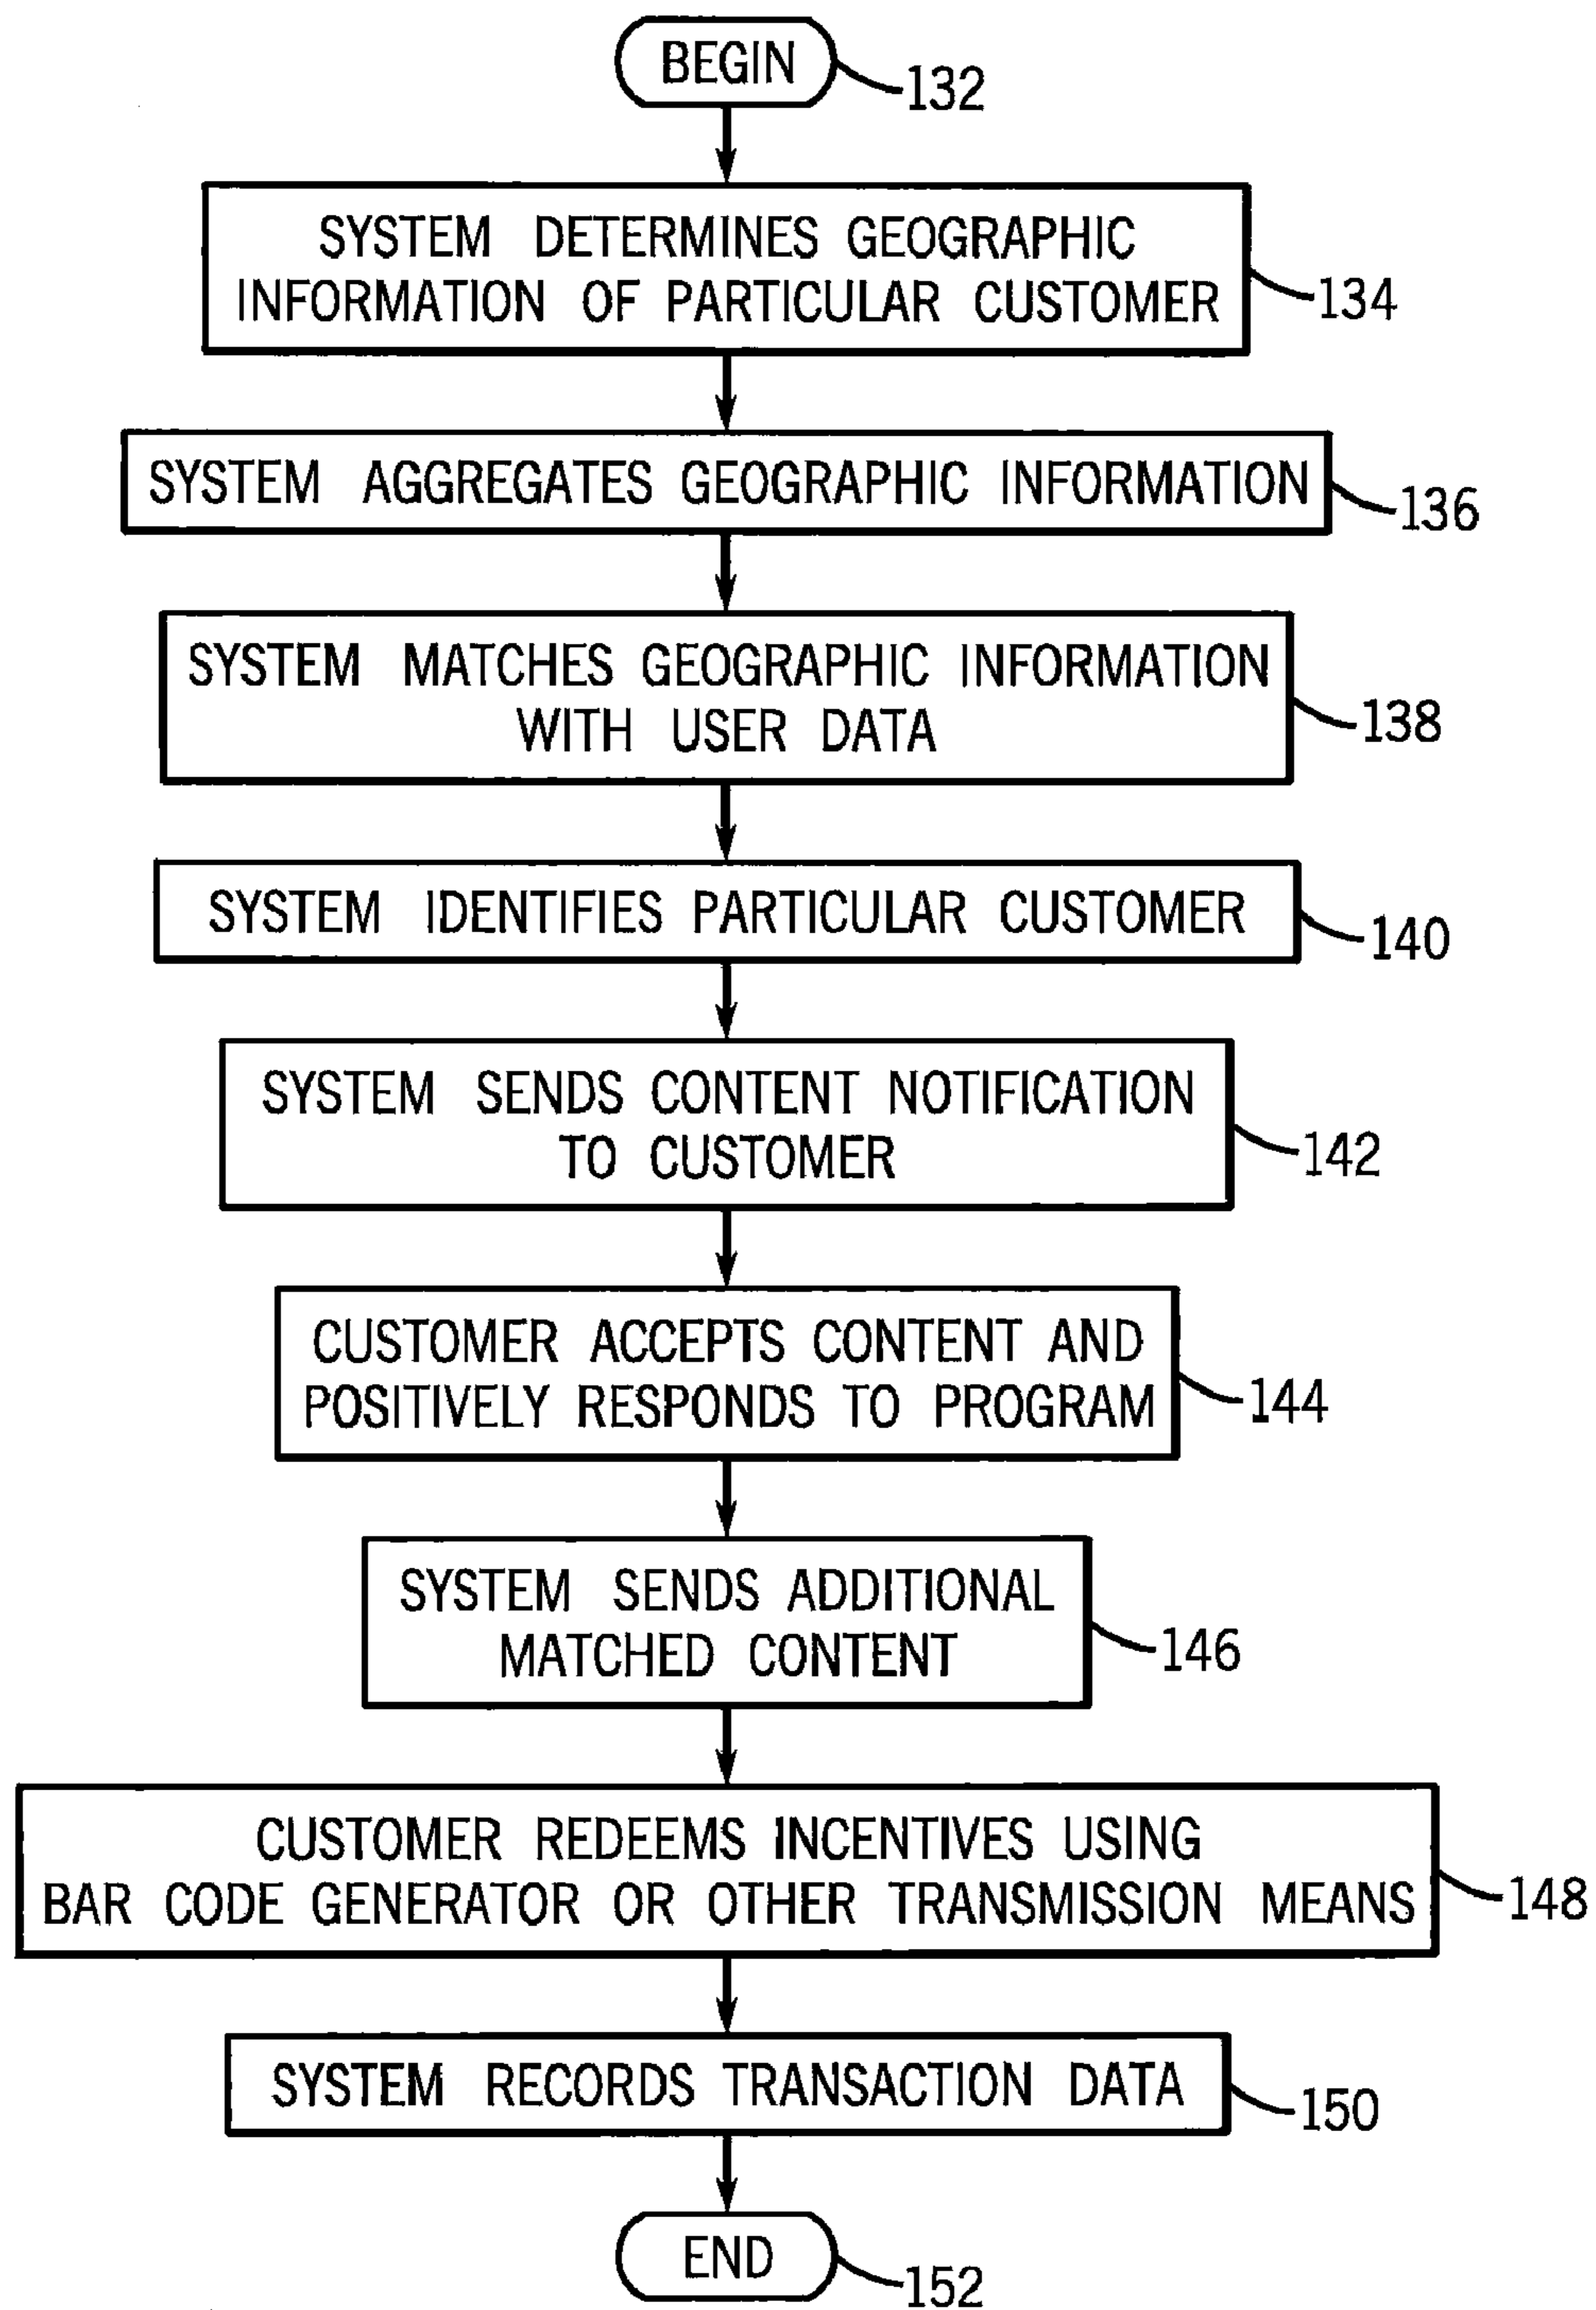 BEGIN
132
SYSTEM DETERMINES GEOGRAPHIC
INFORMATION OF PARTICULAR CUSTOMER
134
SYSTEM AGGREGATES GEOGRAPHIC INFORMATION
136
SYSTEM MATCHES GEOGRAPHIC INFORMATION
WITH USER DATA
138
SYSTEM IDENTIFIES PARTICULAR CUSTOMER
140
SYSTEM SENDS CONTENT NOTIFICATION
TO CUSTOMER
142
CUSTOMER ACCEPTS CONTENT AND
POSITIVELY RESPONDS TO PROGRAM
144
SYSTEM SENDS ADDITIONAL
MATCHED CONTENT
146
CUSTOMER REDEEMS INCENTIVES USING
BAR CODE GENERATOR OR OTHER TRANSMISSION MEANS
148
SYSTEM RECORDS TRANSACTION DATA
150
END
152